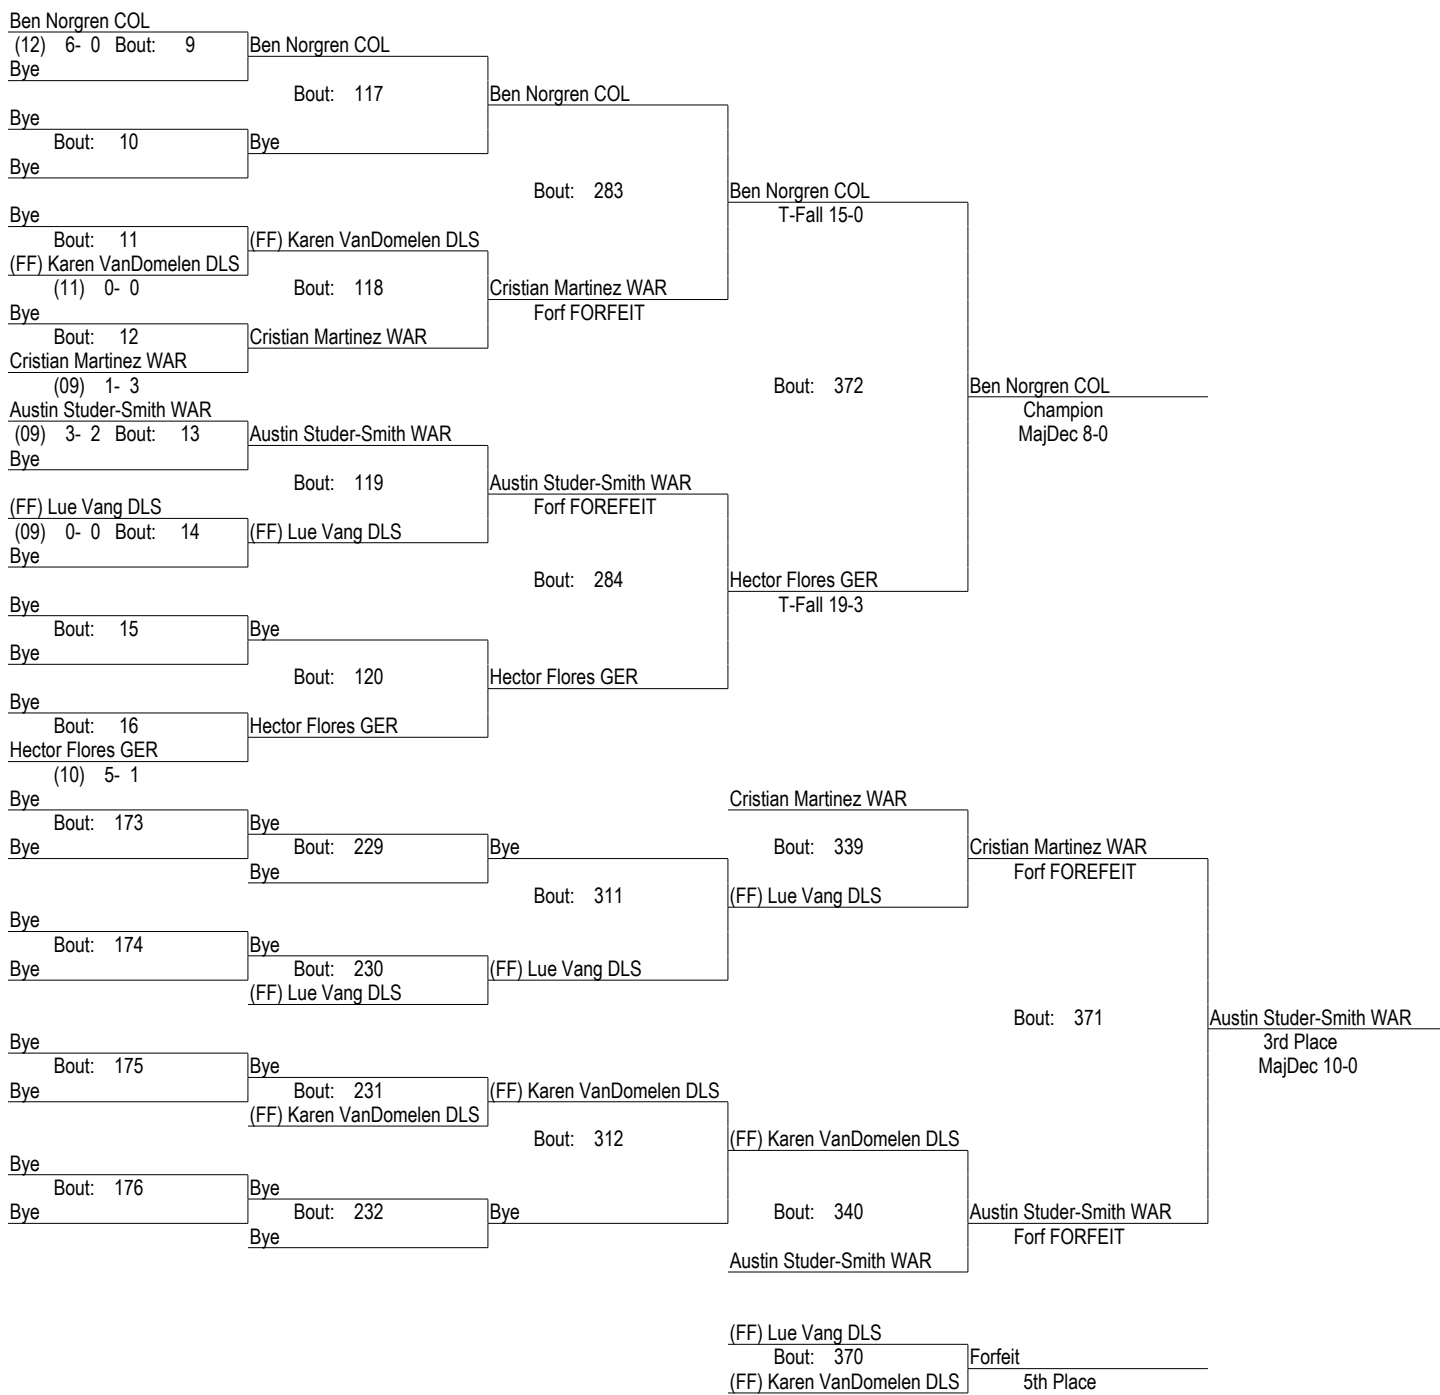 Ben Norgren COL
(12) 6- 0 Bout: 9 Ben Norgren COL
Bye
Bout: 117 Ben Norgren COL
Bye
Bout: 10 Bye
Bye
Bout: 283 Ben Norgren COL
Bye T-Fall 15-0
Bout: 11 (FF) Karen VanDomelen DLS
(FF) Karen VanDomelen DLS
(11) 0- 0 Bout: 118 Cristian Martinez WAR
Bye Forf FORFEIT
Bout: 12 Cristian Martinez WAR
Cristian Martinez WAR
(09) 1- 3 Bout: 372 Ben Norgren COL
Austin Studer-Smith WAR Champion
(09) 3- 2 Bout: 13 Austin Studer-Smith WAR MajDec 8-0
Bye
Bout: 119 Austin Studer-Smith WAR
(FF) Lue Vang DLS Forf FOREFEIT
(09) 0- 0 Bout: 14 (FF) Lue Vang DLS
Bye
Bout: 284 Hector Flores GER
Bye T-Fall 19-3
Bout: 15 Bye
Bye
Bout: 120 Hector Flores GER
Bye
Bout: 16 Hector Flores GER
Hector Flores GER
(10) 5- 1
Bye Cristian Martinez WAR
Bout: 173 Bye
Bye Bout: 229 Bye Bout: 339 Cristian Martinez WAR
Bye Forf FOREFEIT
Bout: 311 (FF) Lue Vang DLS
Bye
Bout: 174 Bye
Bye Bout: 230 (FF) Lue Vang DLS
(FF) Lue Vang DLS
Bout: 371 Austin Studer-Smith WAR
Bye 3rd Place
Bout: 175 Bye MajDec 10-0
Bye Bout: 231 (FF) Karen VanDomelen DLS
(FF) Karen VanDomelen DLS
Bout: 312 (FF) Karen VanDomelen DLS
Bye
Bout: 176 Bye
Bye Bout: 232 Bye Bout: 340 Austin Studer-Smith WAR
Bye Forf FORFEIT
Austin Studer-Smith WAR
(FF) Lue Vang DLS
Bout: 370 Forfeit
(FF) Karen VanDomelen DLS 5th Place